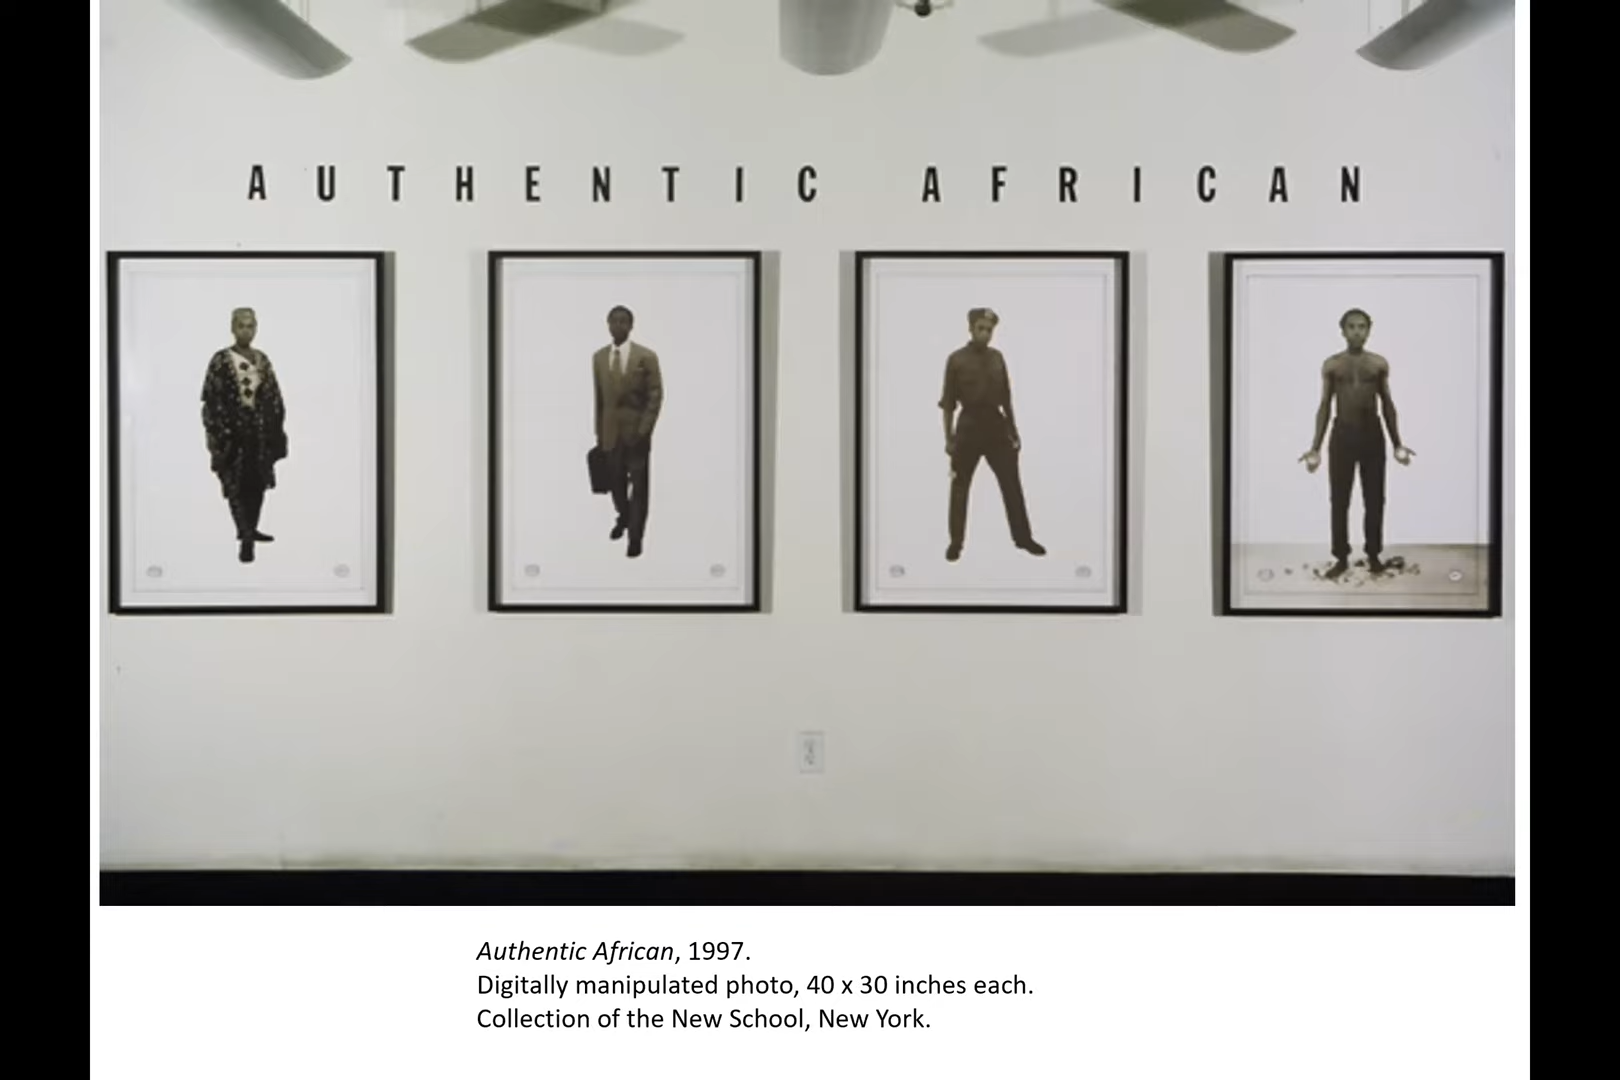 AUTHENTIC AFRICAN
Authentic African, 1997.
Digitally manipulated photo, 40 x 30 inches each.
Collection of the New School, New York.